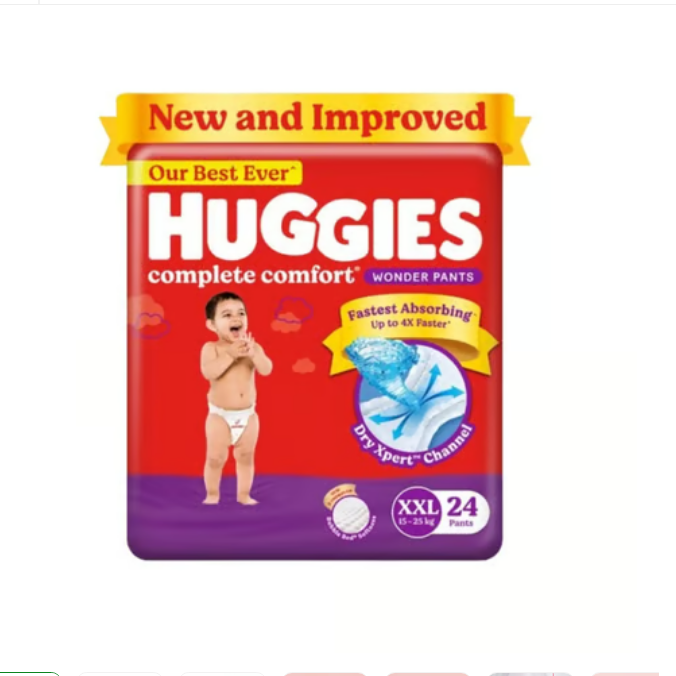 New and Improved
Our Best Ever^
HUGGIES
complete comfort®
WONDER PANTS
Fastest Absorbing^
Up to 4X Faster*
Dry Xpert™ Channel
XXL 24
15-25 kg Pants